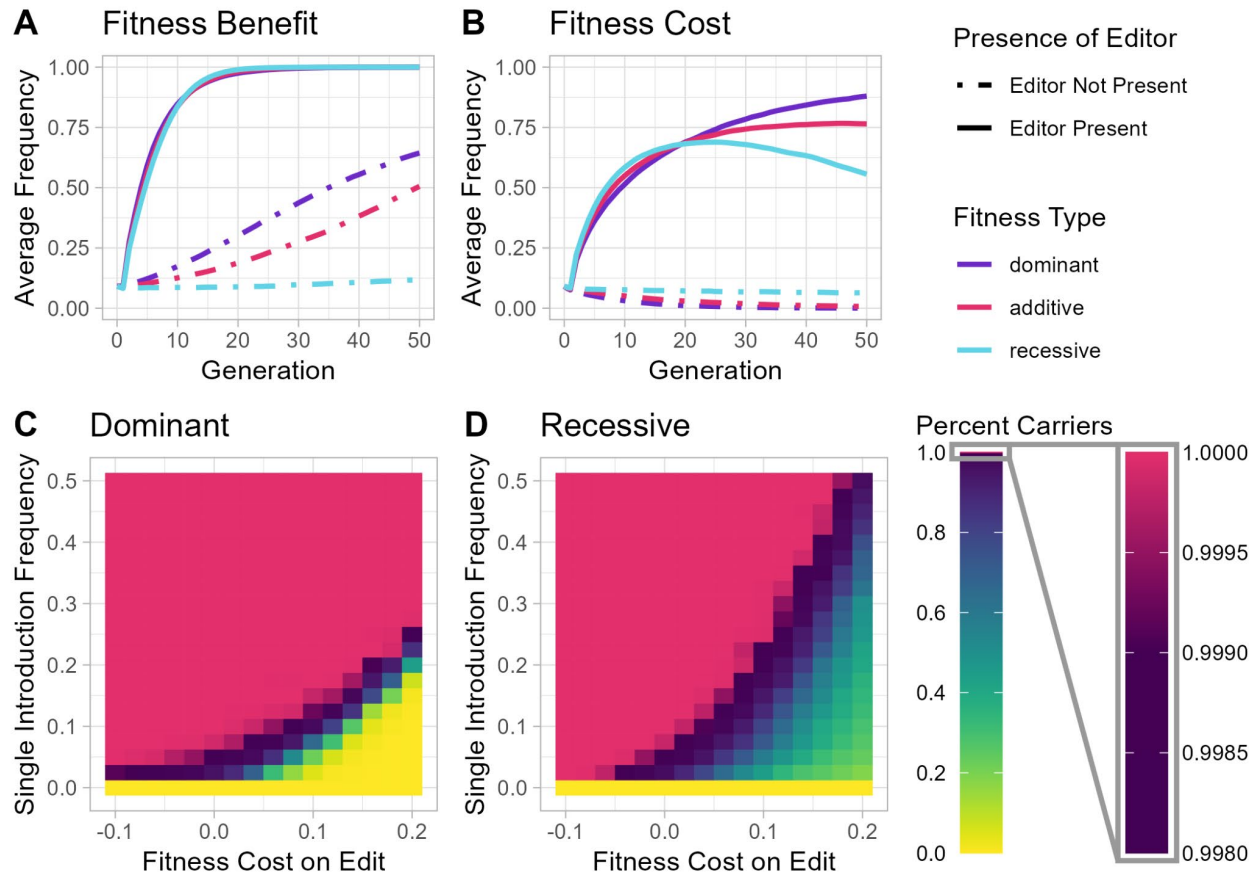 A Fitness Benefit
Average Frequency
1.00
0.75
0.50
0.25
0.00
0 10 20 30 40 50
Generation
B Fitness Cost
Average Frequency
1.00
0.75
0.50
0.25
0.00
0 10 20 30 40 50
Generation
Presence of Editor
Editor Not Present
Editor Present
Fitness Type
dominant
additive
recessive
C Dominant
Single Introduction Frequency
0.5
0.4
0.3
0.2
0.1
0.0
-0.1 0.0 0.1 0.2
Fitness Cost on Edit
D Recessive
Single Introduction Frequency
0.5
0.4
0.3
0.2
0.1
0.0
-0.1 0.0 0.1 0.2
Fitness Cost on Edit
Percent Carriers
1.0
0.8
0.6
0.4
0.2
0.0
1.0000
0.9995
0.9990
0.9985
0.9980